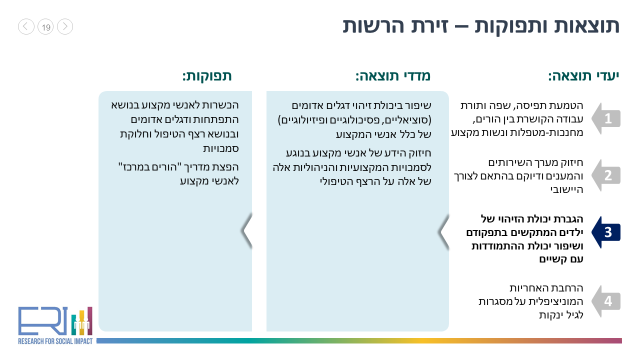 תוצאות ותפוקות – זירת הרשות
19
יעדי תוצאה:
1
הטמעת תפיסה, שפה ותורת
עבודה הקושרת בין הורים,
מחנכות-מטפלות ונשות מקצוע
2
חיזוק מערך השירותים
והמענים ודיוקם בהתאם לצורך
היישובי
3
הגברת יכולת הזיהוי של
ילדים המתקשים בתפקודם
ושיפור יכולת ההתמודדות
עם קשיים
4
הרחבת האחריות
המוניציפלית על מסגרות
לגיל ינקות
מדדי תוצאה:
שיפור ביכולת זיהוי דגלים אדומים
(סוציאליים, פסיכולוגיים ופיזיולוגיים)
של כלל אנשי המקצוע
חיזוק הידע של אנשי מקצוע בנוגע
לסמכויות המקצועיות והניהוליות אלה
של אלה על הרצף הטיפולי
תפוקות:
הכשרות לאנשי מקצוע בנושא
התפתחות ודגלים אדומים
ובנושא רצף הטיפול וחלוקת
סמכויות
הפצת מדריך "הורים במרכז"
לאנשי מקצוע
ERI
RESEARCH FOR SOCIAL IMPACT